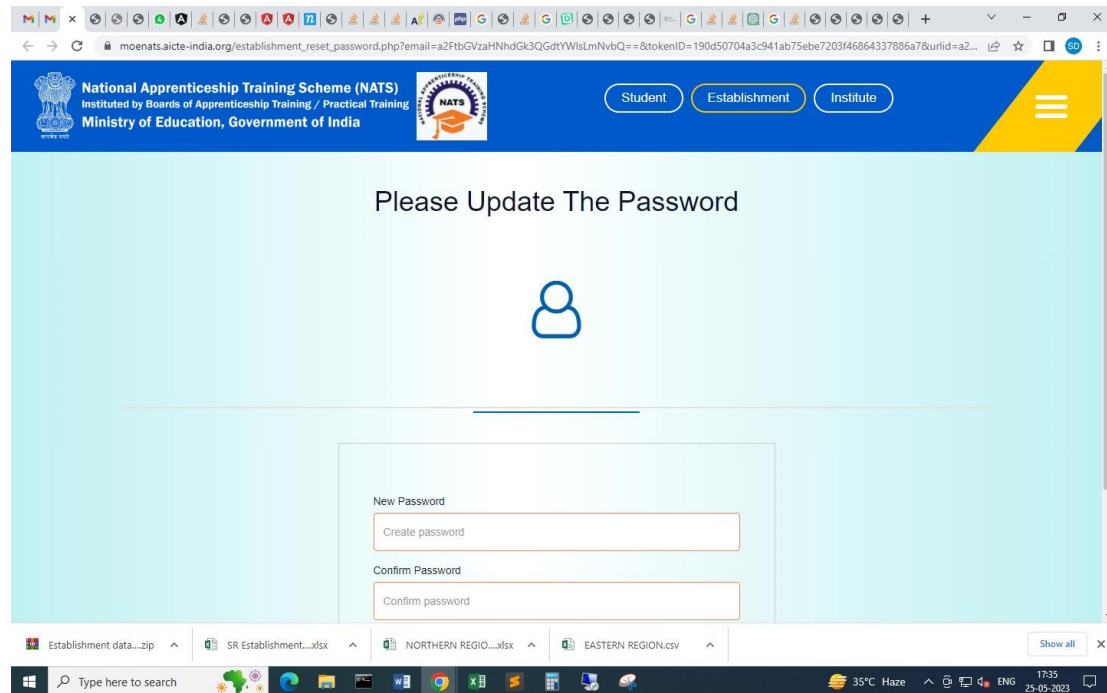 moenats.aicte-india.org/establishment_reset_password.php?email=a2FtbGVzaHNhdGk3QGdtYWlsLmNvbQ==&tokenID=190d50704a3c941ab75ebe7203f46864337886a7&urlid=a2...
SD
National Apprenticeship Training Scheme (NATS)
Instituted by Boards of Apprenticeship Training / Practical Training
Ministry of Education, Government of India
NATS
Student
Establishment
Institute
Please Update The Password
New Password
Create password
Confirm Password
Confirm password
Establishment data....zip
SR Establishment....xlsx
NORTHERN REGIO....xlsx
EASTERN REGION.csv
Show all
Type here to search
35°C Haze
ENG
17:35
25-05-2023